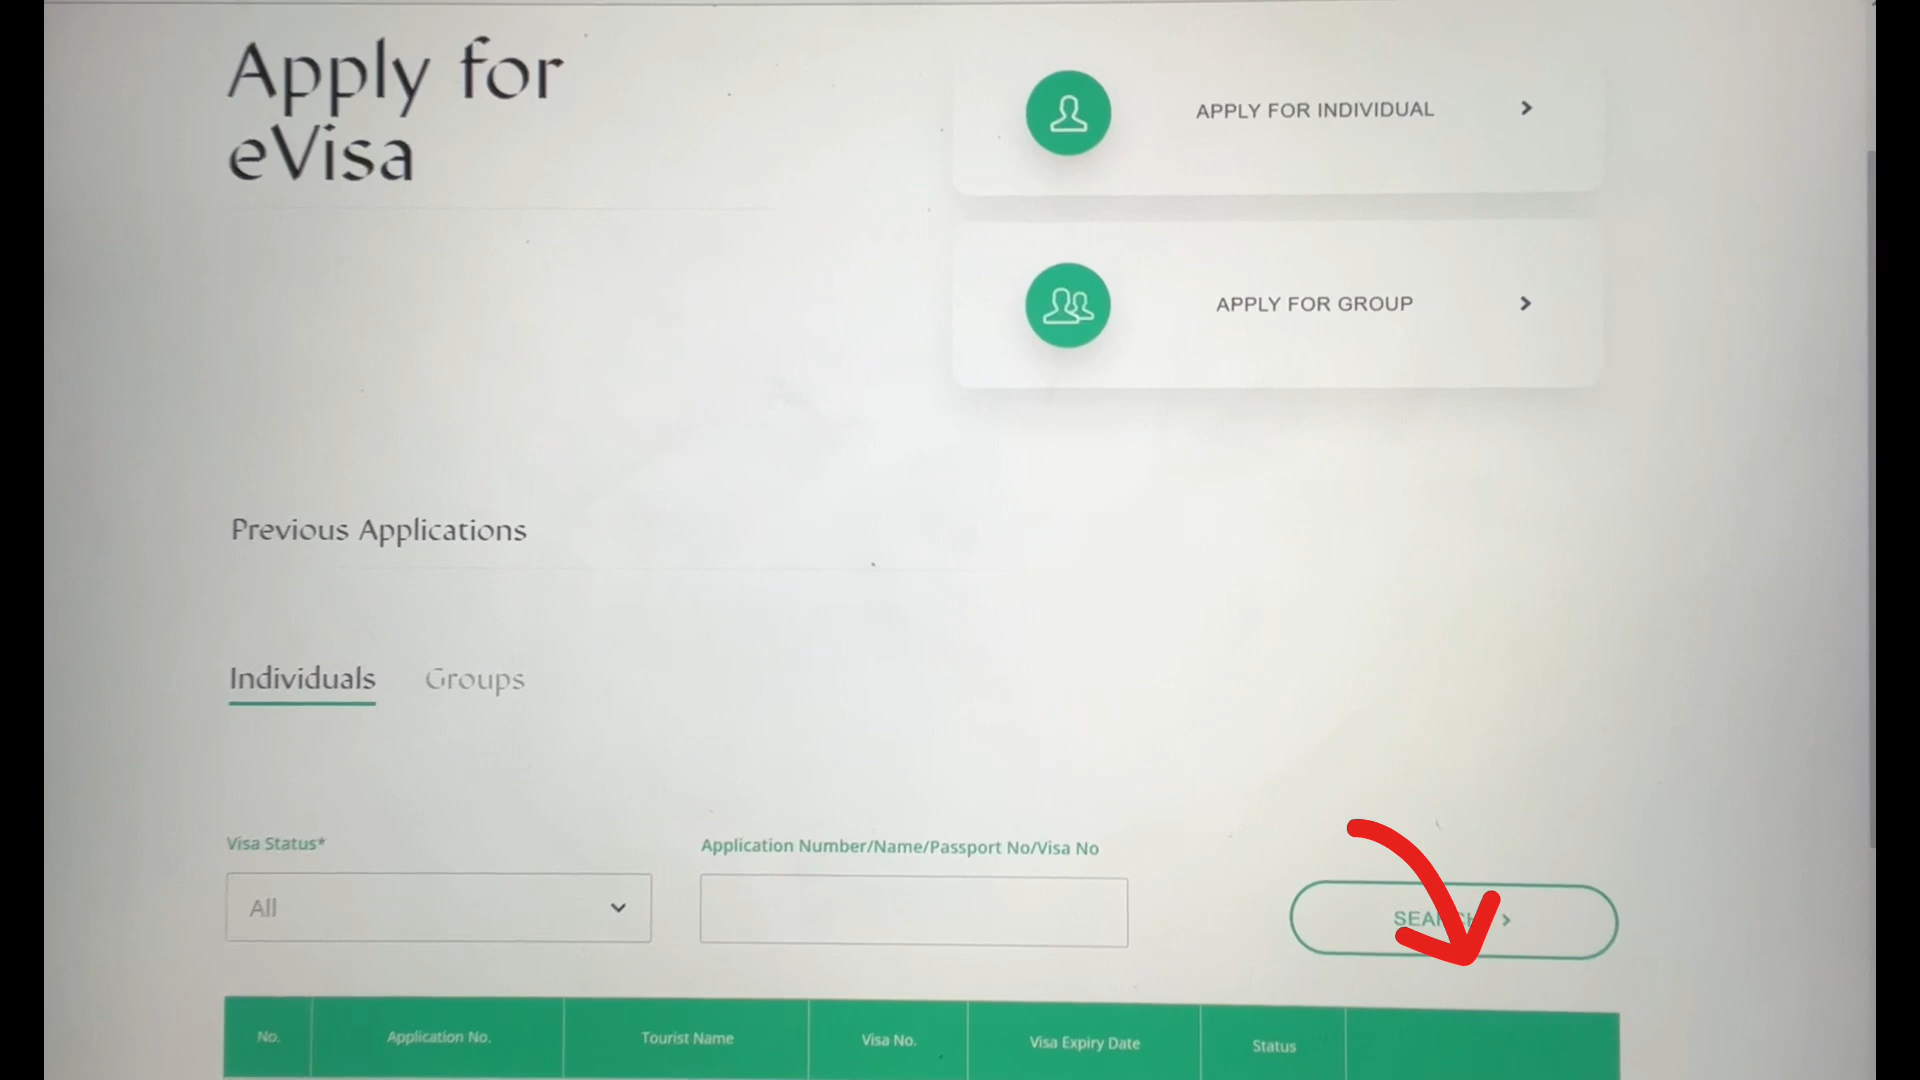 Apply for
eVisa
APPLY FOR INDIVIDUAL
APPLY FOR GROUP
Previous Applications
Individuals
Groups
Visa Status*
Application Number/Name/Passport No/Visa No
All
SEARCH
No.
Application No.
Tourist Name
Visa No.
Visa Expiry Date
Status